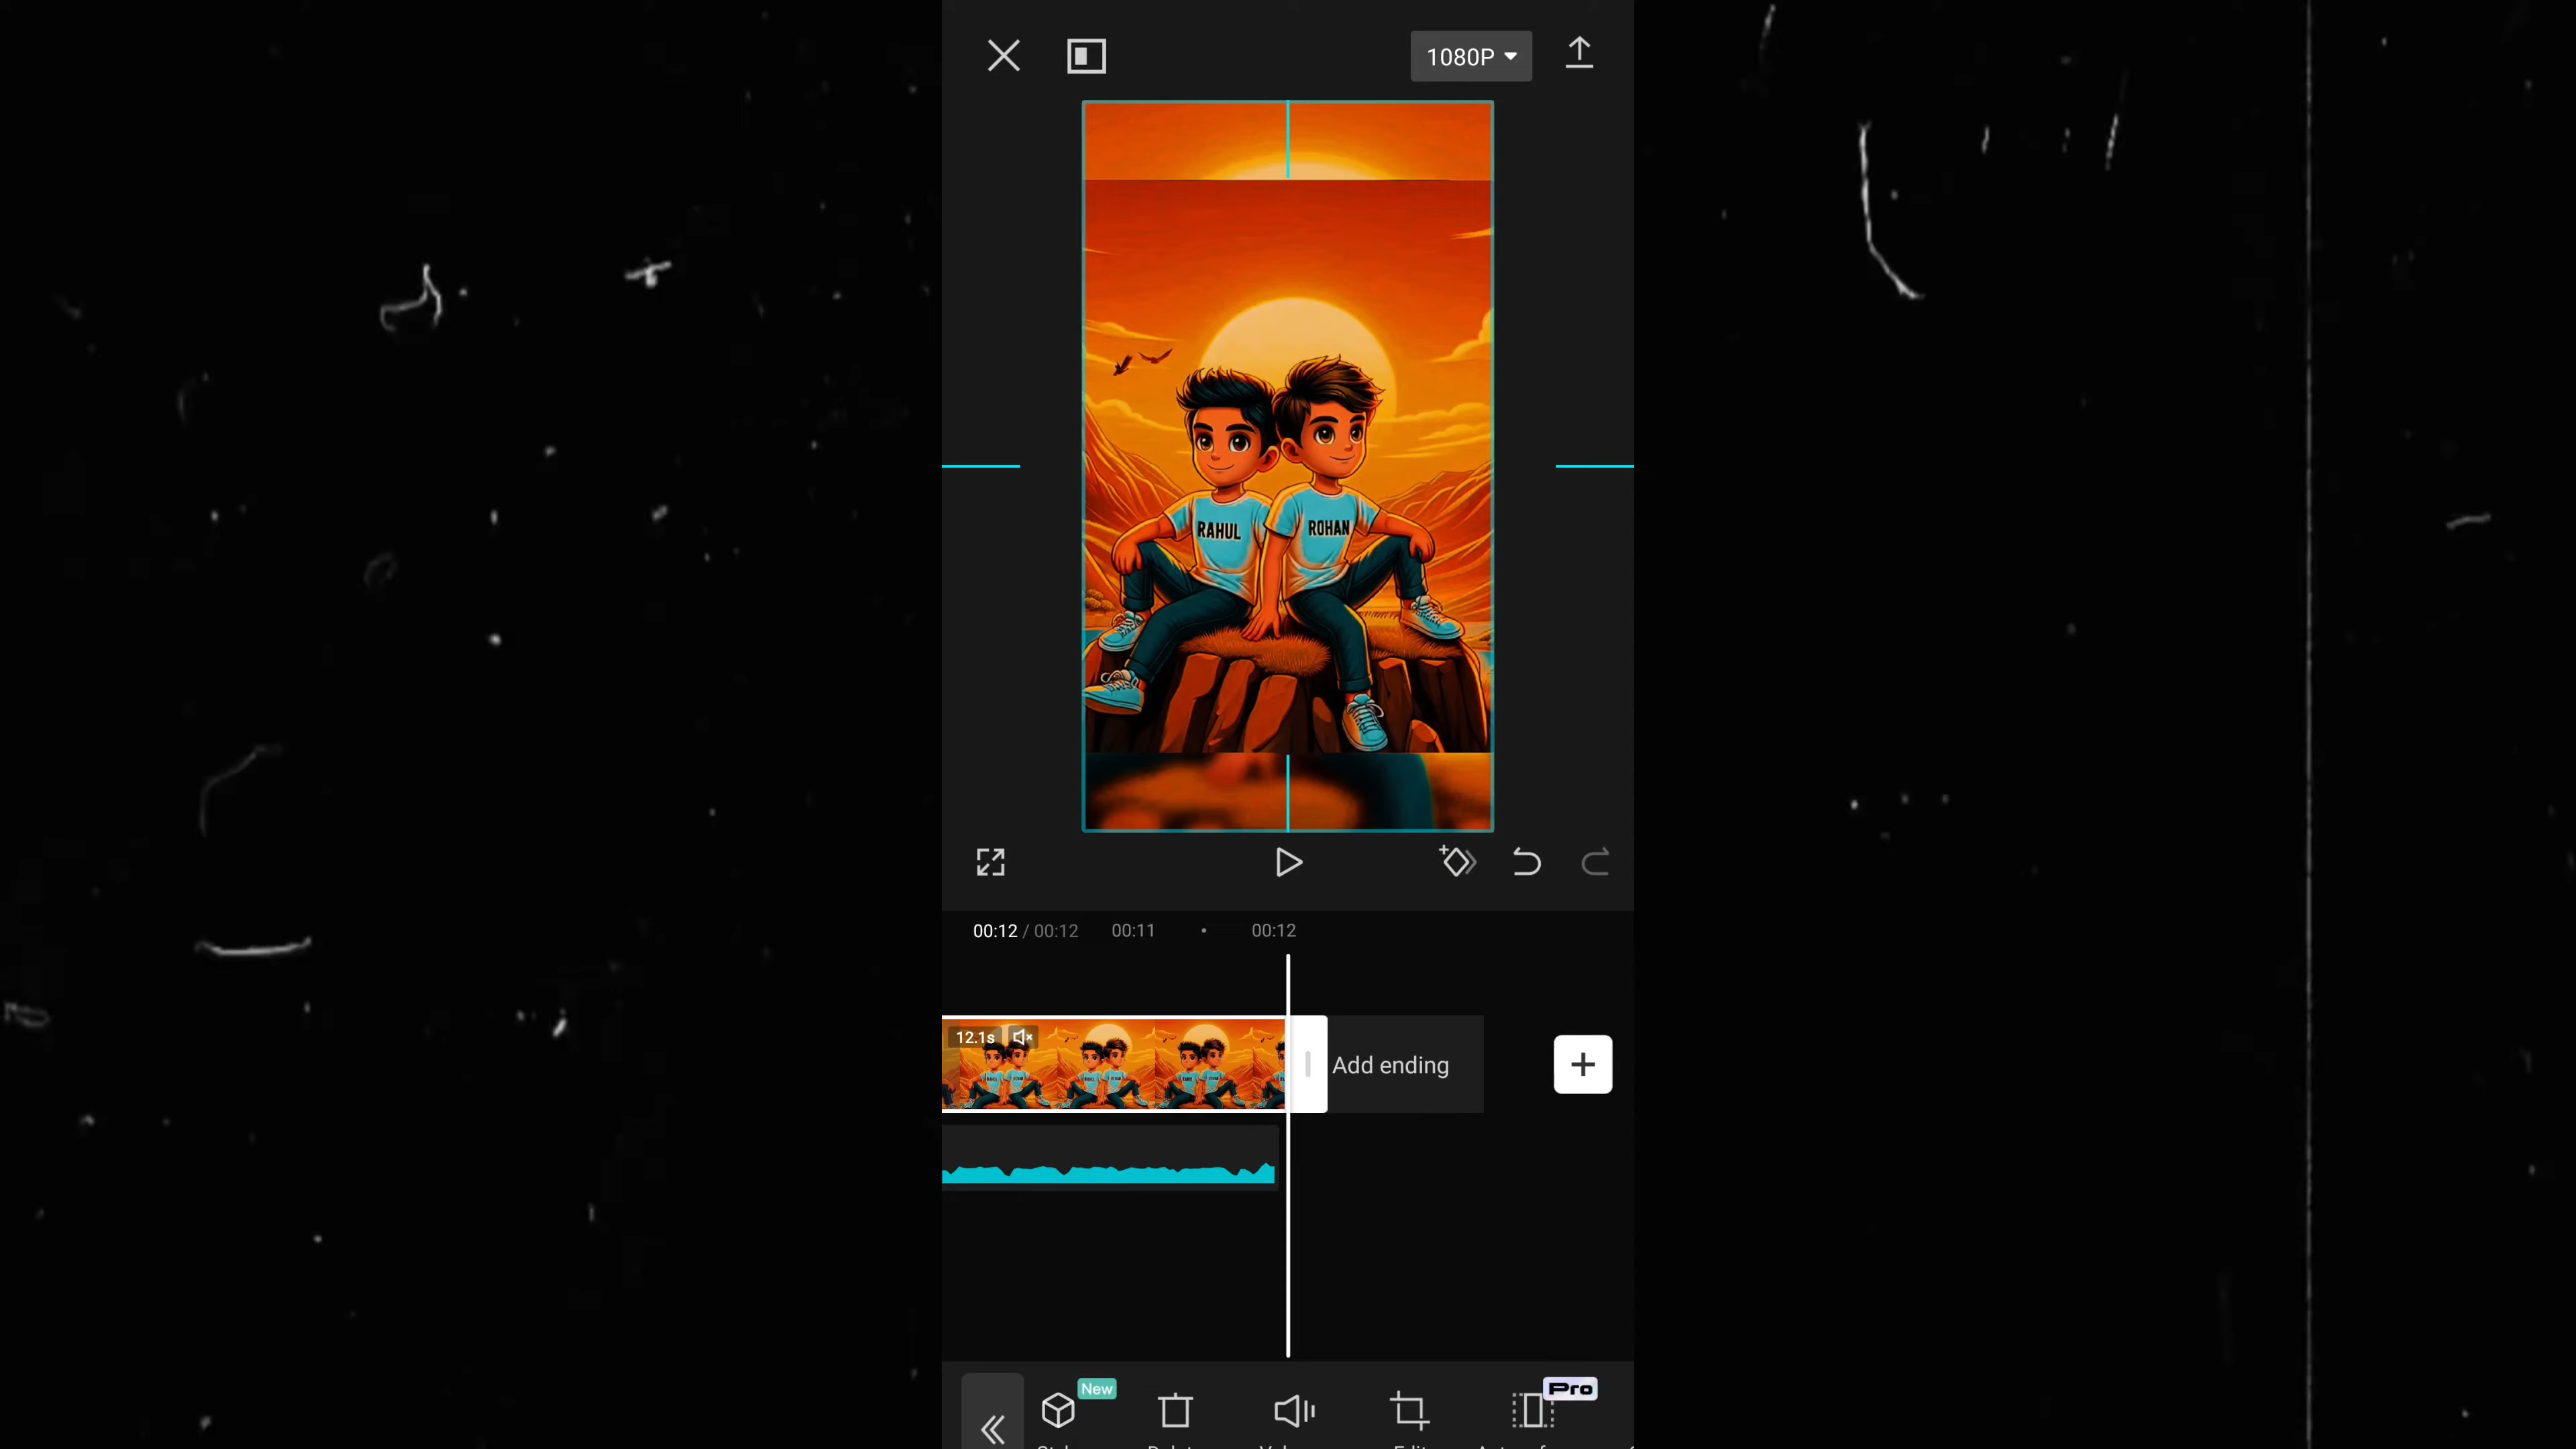 1080P
RAHUL
ROHAN
00:12 / 00:12 00:11 00:12
12.1s
Add ending
New
Pro